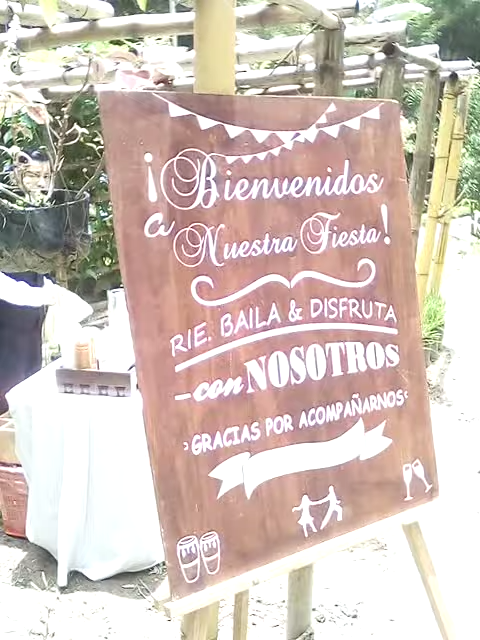 ¡Bienvenidos
a Nuestra Fiesta!
RIE. BAILA & DISFRUTA
-con NOSOTROS
GRACIAS POR ACOMPAÑARNOS